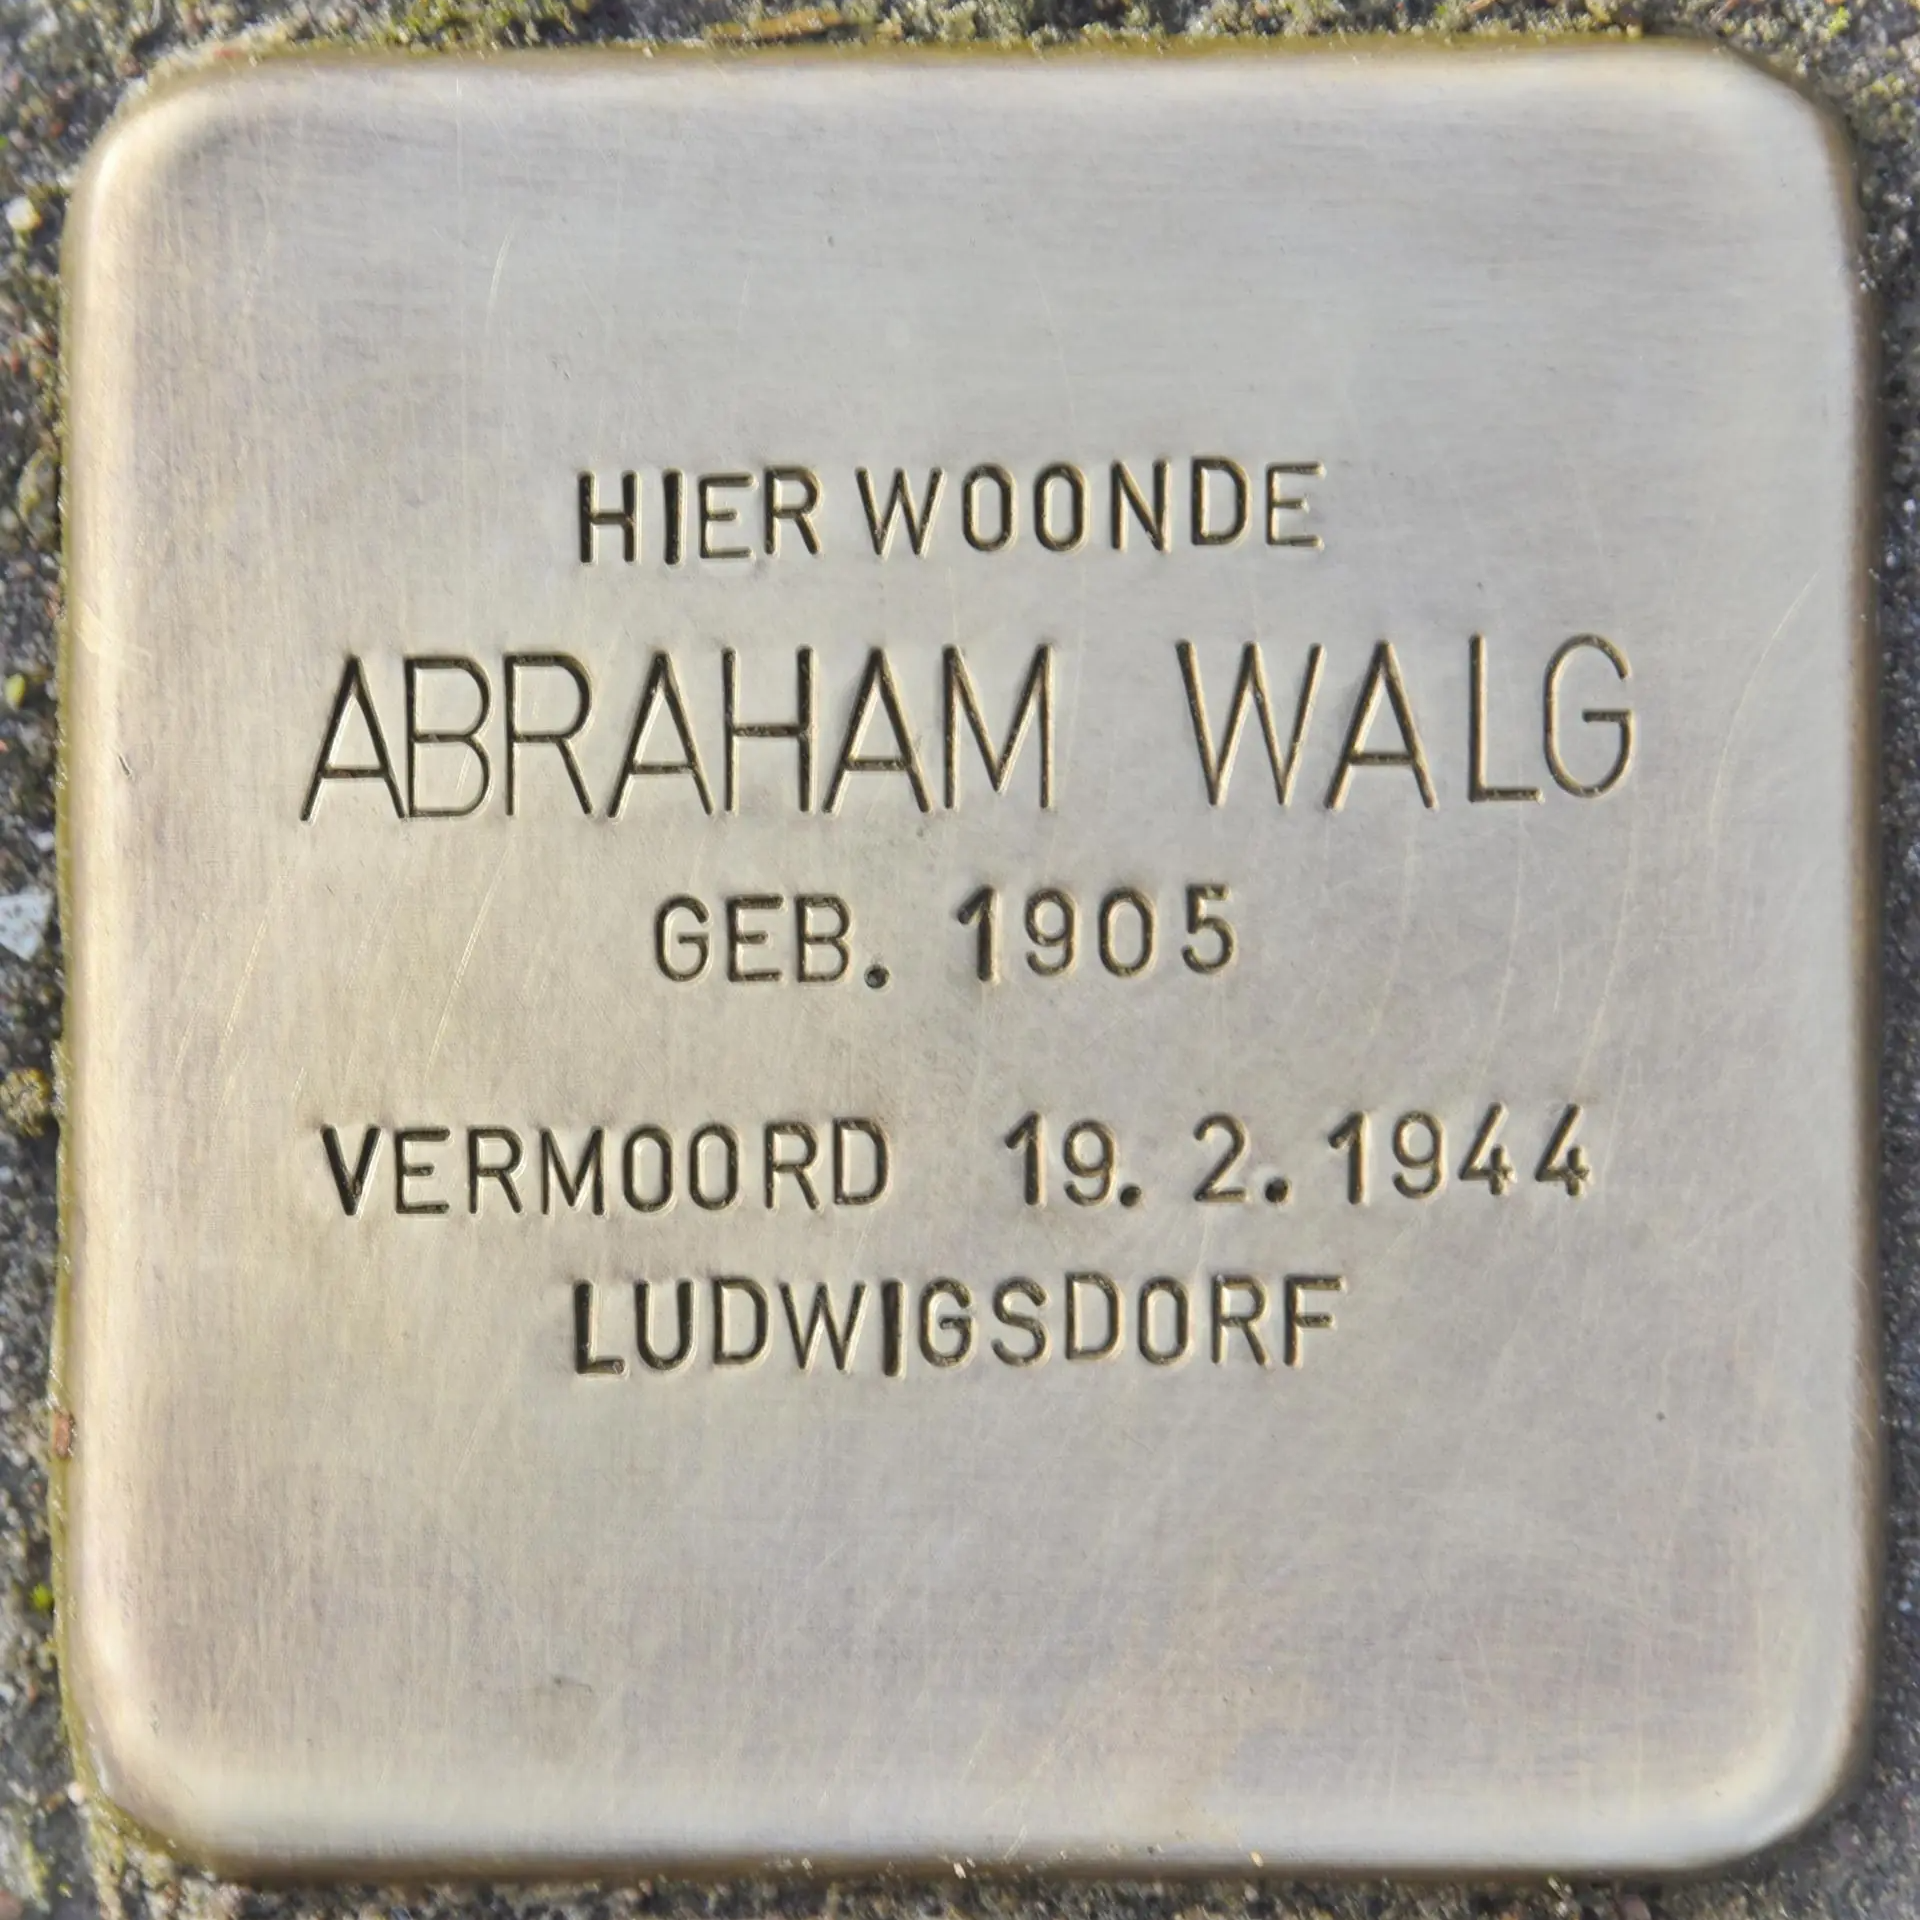 HIER WOONDE
ABRAHAM WALG
GEB. 1905
VERMOORD 19.2.1944
LUDWIGSDORF